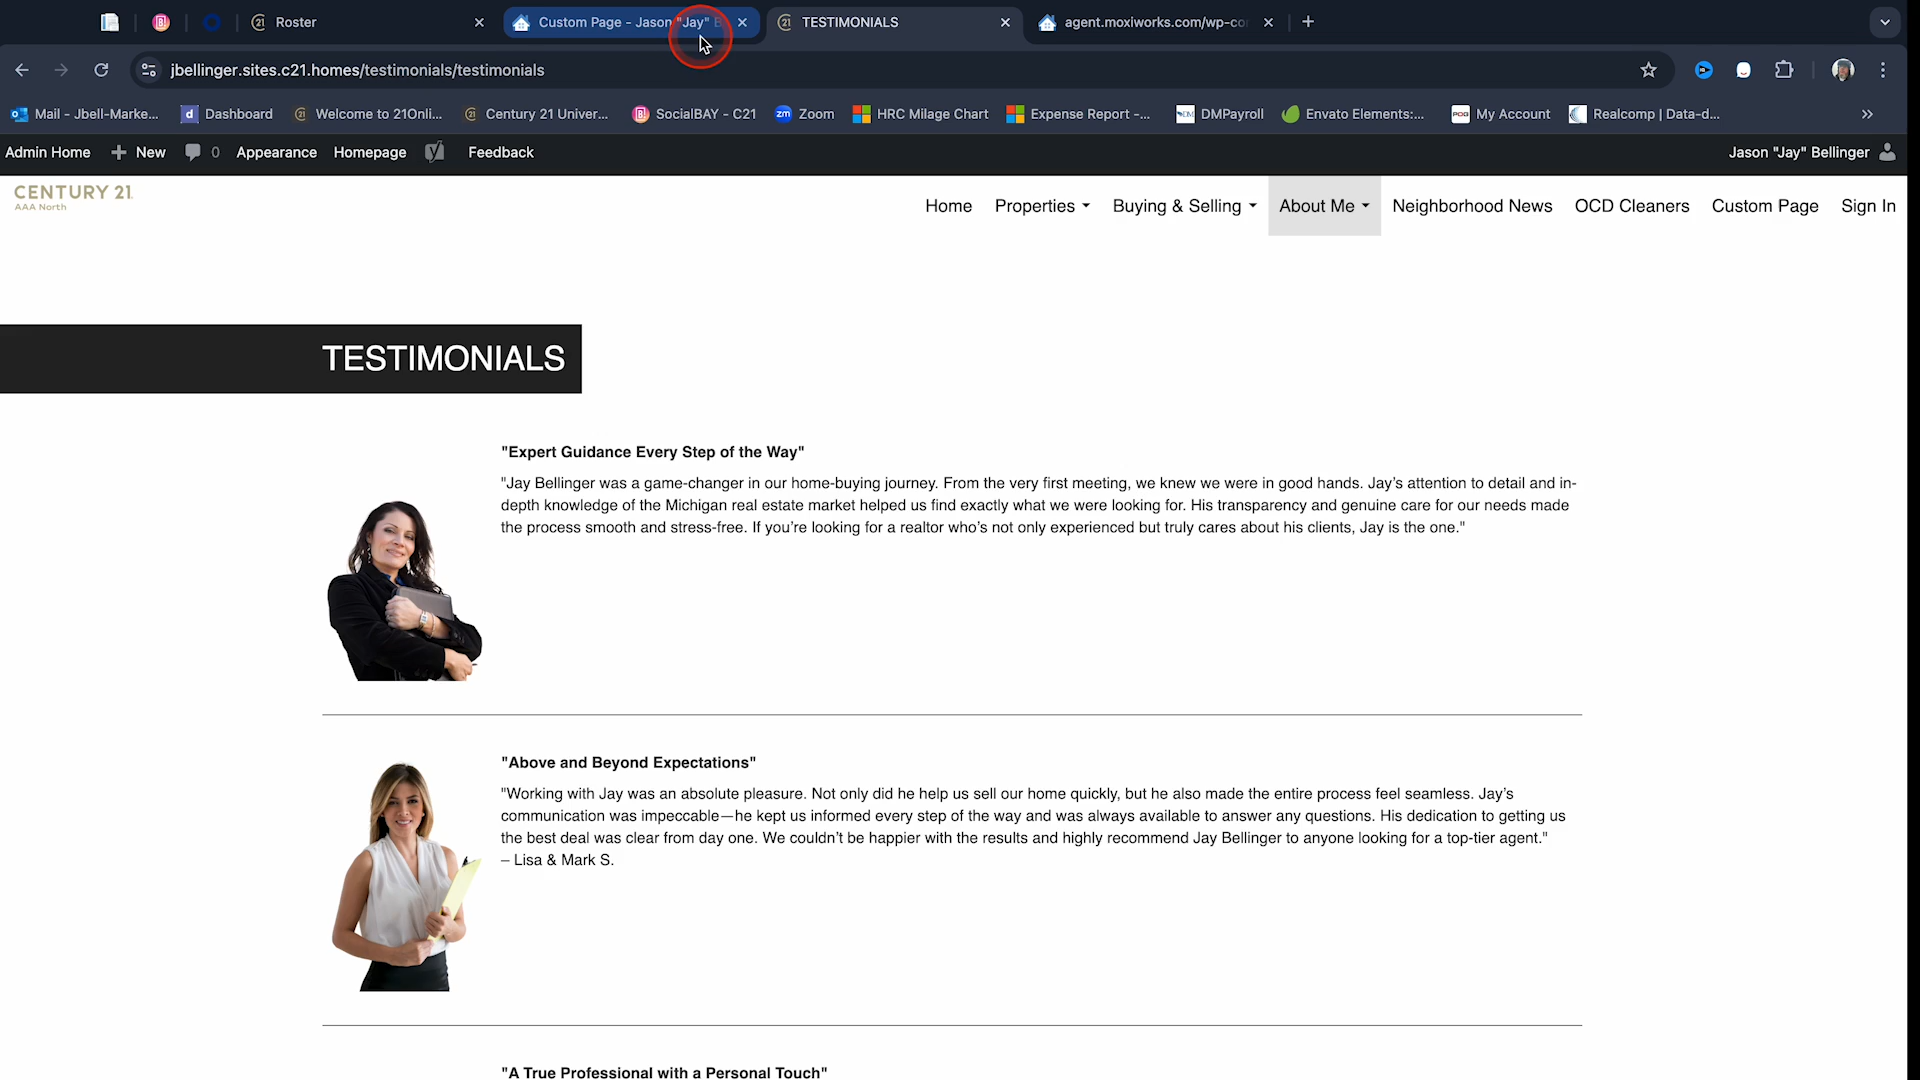 Roster
Custom Page - Jason "Jay" B
TESTIMONIALS
agent.moxiworks.com/wp-co
jbellinger.sites.c21.homes/testimonials/testimonials
Mail - Jbell-Marke...
Dashboard
Welcome to 21Onli...
Century 21 Univer...
SocialBAY - C21
Zoom
HRC Milage Chart
Expense Report -...
DMPayroll
Envato Elements:...
My Account
Realcomp | Data-d...
Admin Home
New
0
Appearance
Homepage
Feedback
Jason "Jay" Bellinger
CENTURY 21.
AAA North
Home
Properties
Buying & Selling
About Me
Neighborhood News
OCD Cleaners
Custom Page
Sign In
TESTIMONIALS
"Expert Guidance Every Step of the Way"
"Jay Bellinger was a game-changer in our home-buying journey. From the very first meeting, we knew we were in good hands. Jay's attention to detail and in-
depth knowledge of the Michigan real estate market helped us find exactly what we were looking for. His transparency and genuine care for our needs made
the process smooth and stress-free. If you're looking for a realtor who's not only experienced but truly cares about his clients, Jay is the one."
"Above and Beyond Expectations"
"Working with Jay was an absolute pleasure. Not only did he help us sell our home quickly, but he also made the entire process feel seamless. Jay's
communication was impeccable—he kept us informed every step of the way and was always available to answer any questions. His dedication to getting us
the best deal was clear from day one. We couldn't be happier with the results and highly recommend Jay Bellinger to anyone looking for a top-tier agent."
– Lisa & Mark S.
"A True Professional with a Personal Touch"